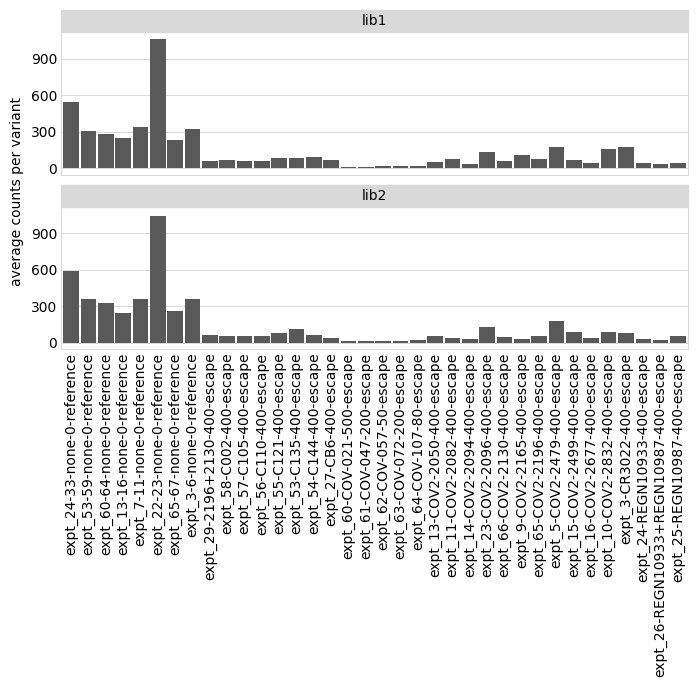 lib1
900
600
300
0
lib2
900
600
300
0
average counts per variant
expt_24-33-none-0-reference
expt_53-59-none-0-reference
expt_60-64-none-0-reference
expt_13-16-none-0-reference
expt_7-11-none-0-reference
expt_22-23-none-0-reference
expt_65-67-none-0-reference
expt_3-6-none-0-reference
expt_29-2196+2130-400-escape
expt_58-C002-400-escape
expt_57-C105-400-escape
expt_56-C110-400-escape
expt_55-C121-400-escape
expt_53-C135-400-escape
expt_54-C144-400-escape
expt_27-CB6-400-escape
expt_60-COV-021-500-escape
expt_61-COV-047-200-escape
expt_62-COV-057-50-escape
expt_63-COV-072-200-escape
expt_64-COV-107-80-escape
expt_13-COV2-2050-400-escape
expt_11-COV2-2082-400-escape
expt_14-COV2-2094-400-escape
expt_23-COV2-2096-400-escape
expt_66-COV2-2130-400-escape
expt_9-COV2-2165-400-escape
expt_65-COV2-2196-400-escape
expt_5-COV2-2479-400-escape
expt_15-COV2-2499-400-escape
expt_16-COV2-2677-400-escape
expt_10-COV2-2832-400-escape
expt_3-CR3022-400-escape
expt_24-REGN10933-400-escape
expt_26-REGN10933+REGN10987-400-escape
expt_25-REGN10987-400-escape